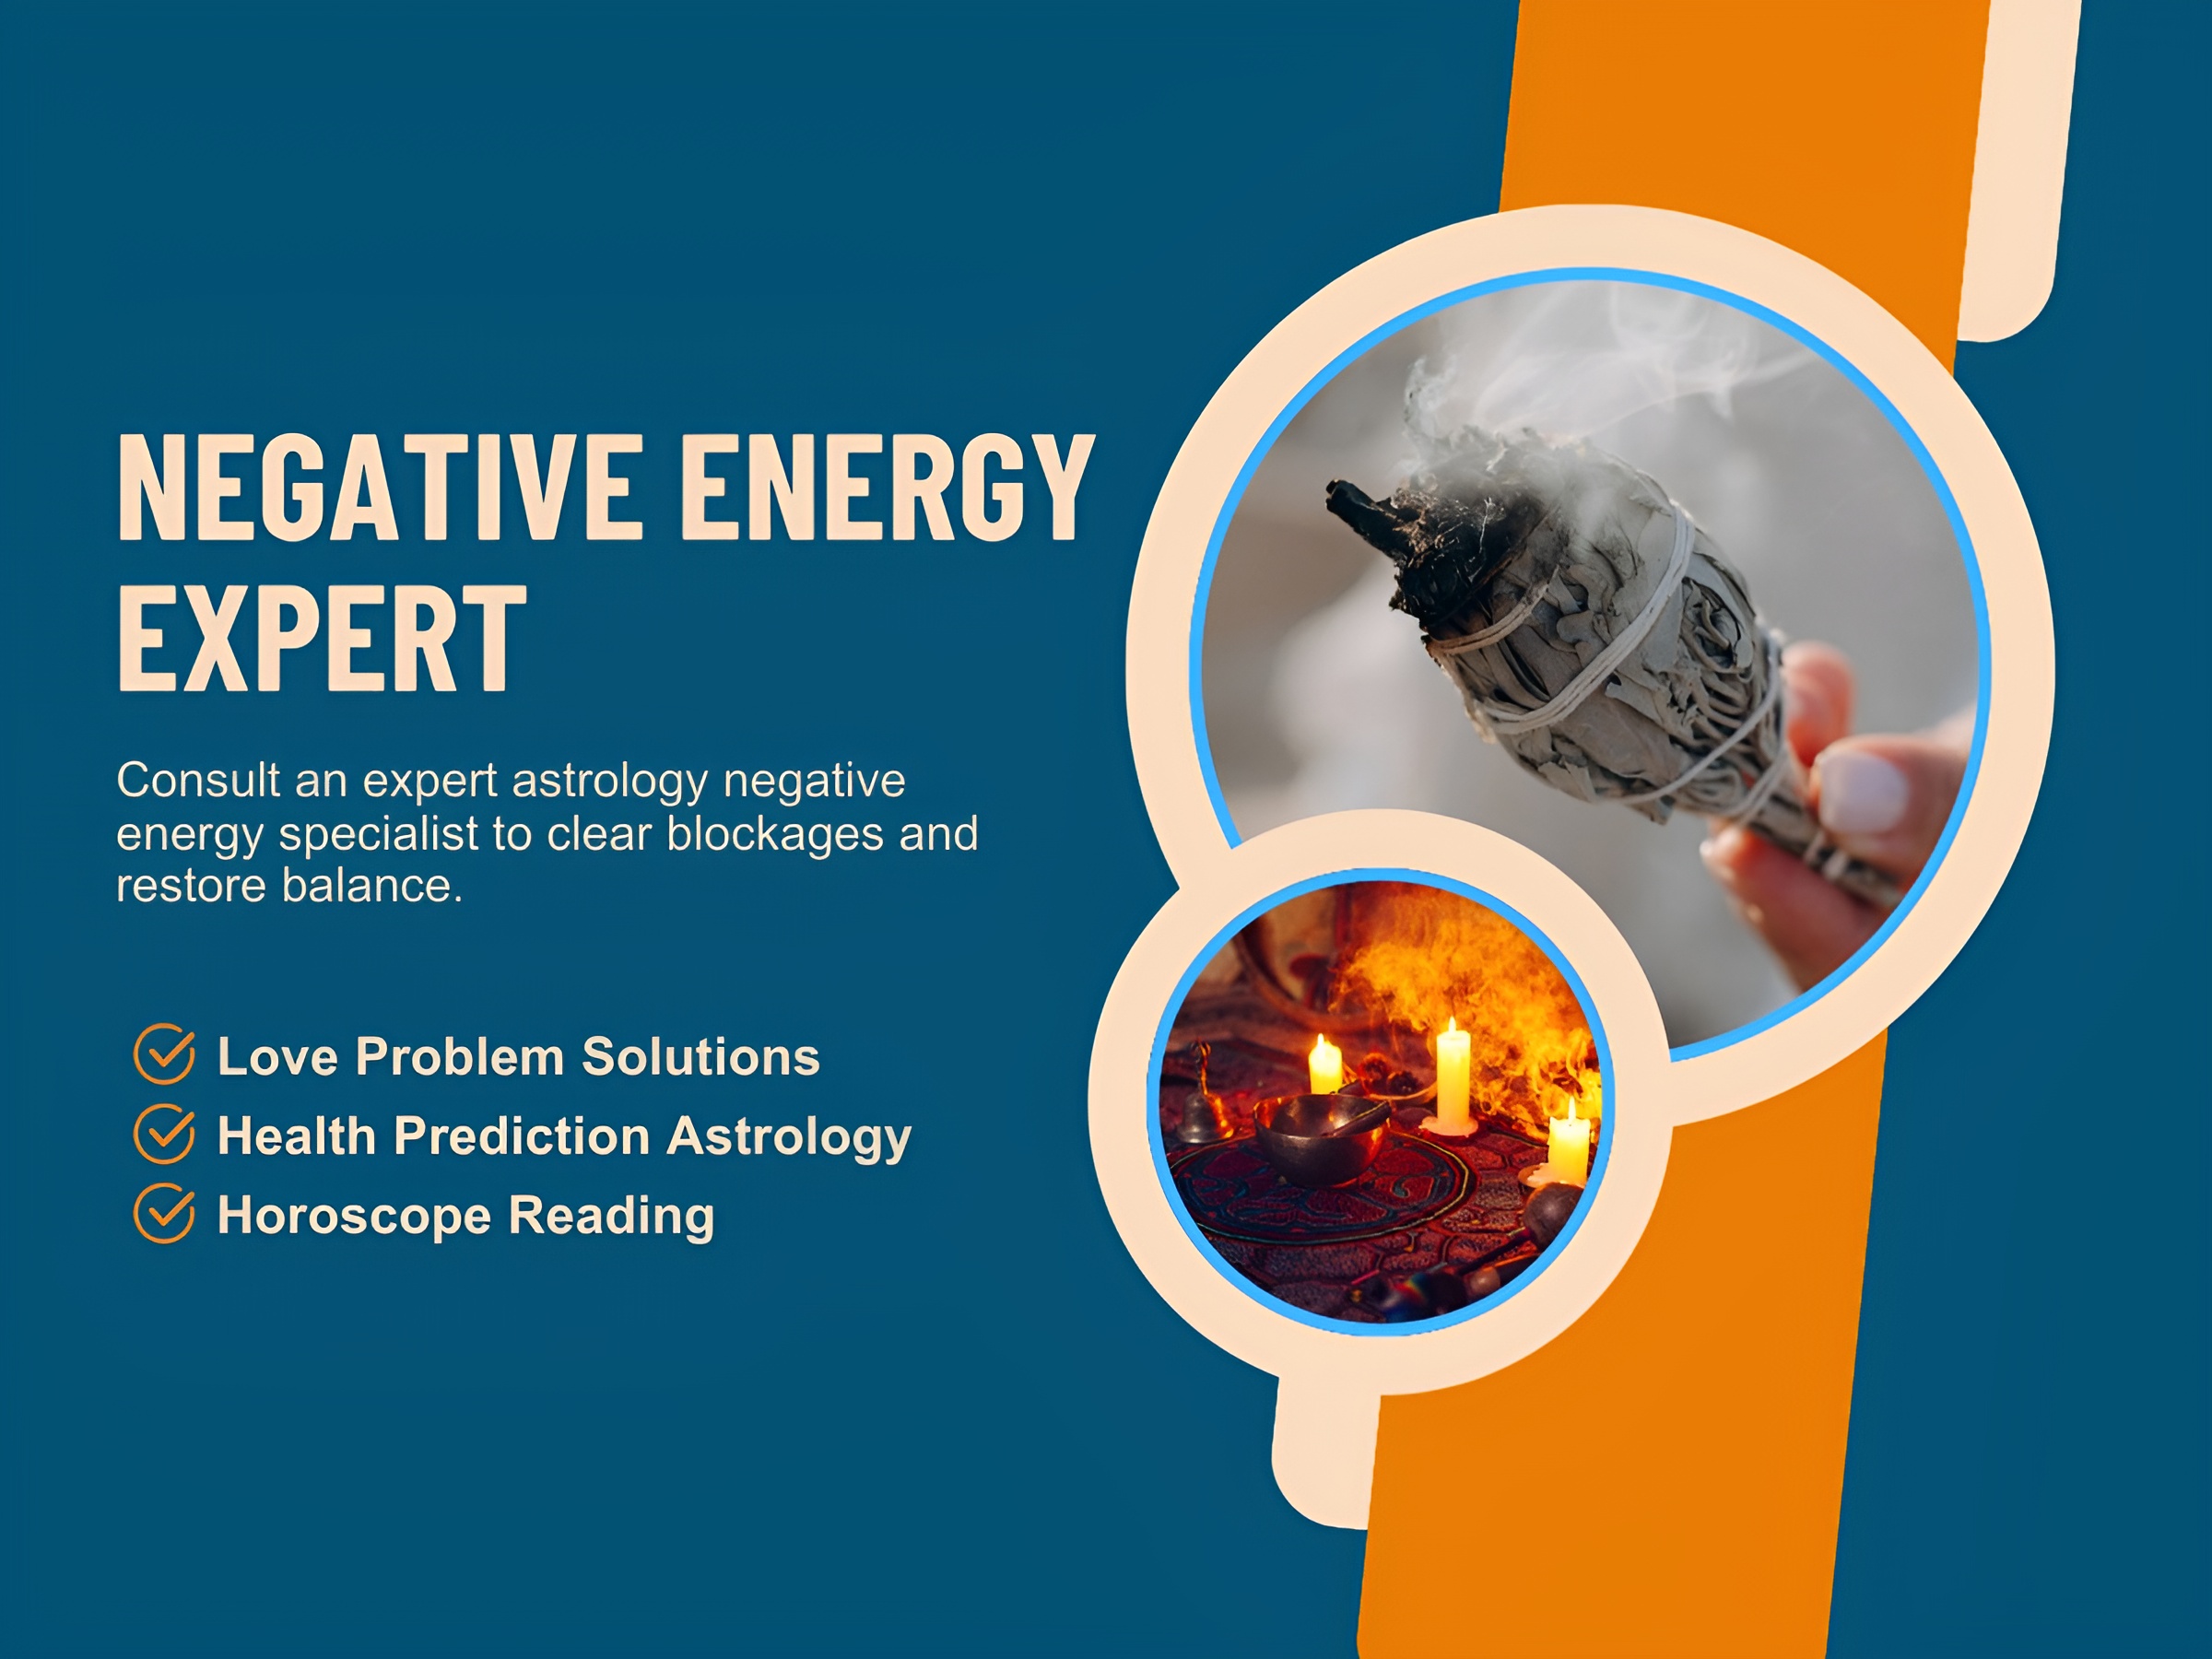 NEGATIVE ENERGY
EXPERT
Consult an expert astrology negative
energy specialist to clear blockages and
restore balance.
Love Problem Solutions
Health Prediction Astrology
Horoscope Reading